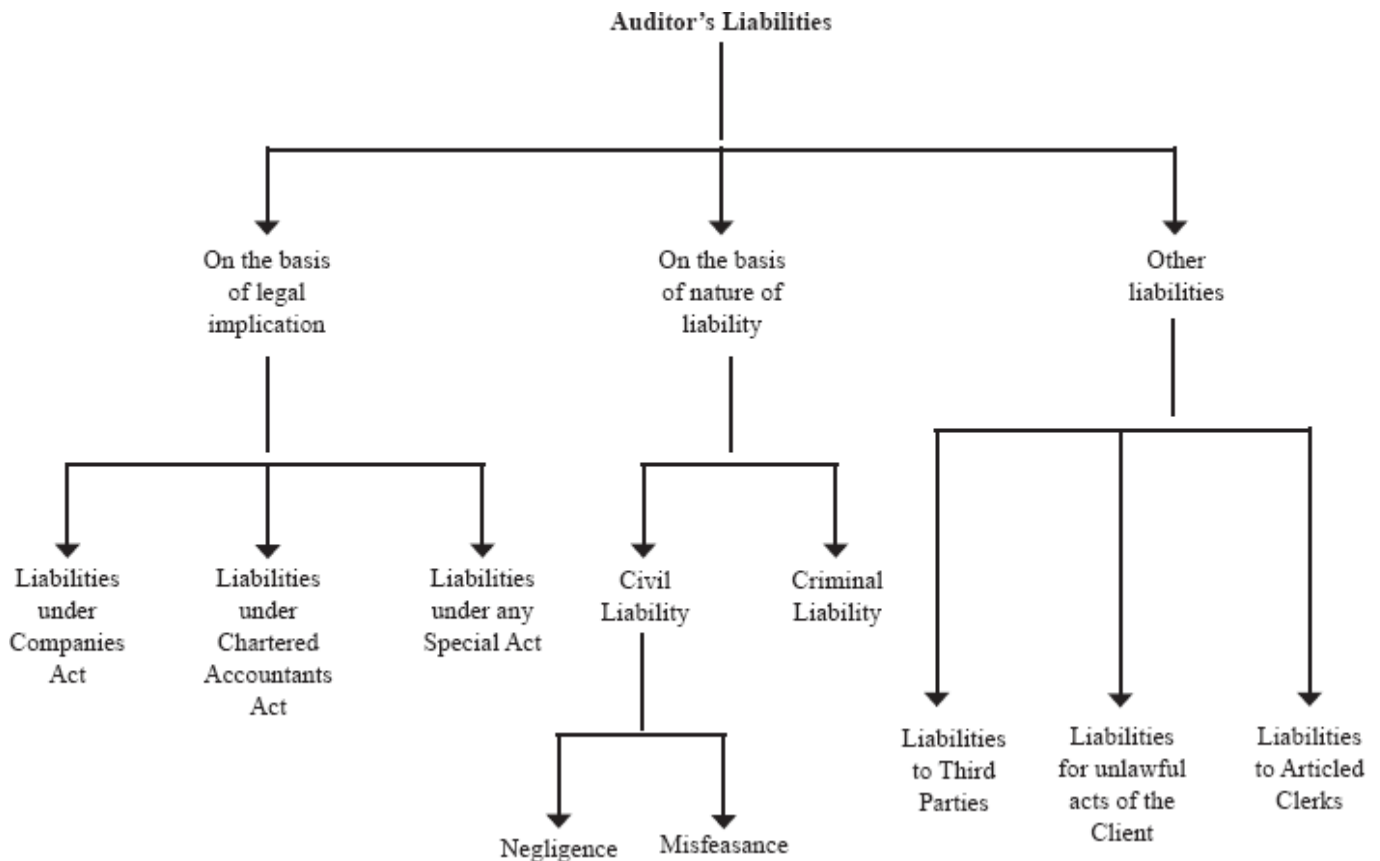 Auditor's Liabilities
On the basis
of legal
implication
On the basis
of nature of
liability
Other
liabilities
Liabilities
under
Companies
Act
Liabilities
under
Chartered
Accountants
Act
Liabilities
under any
Special Act
Civil
Liability
Criminal
Liability
Negligence
Misfeasance
Liabilities
to Third
Parties
Liabilities
for unlawful
acts of the
Client
Liabilities
to Articled
Clerks